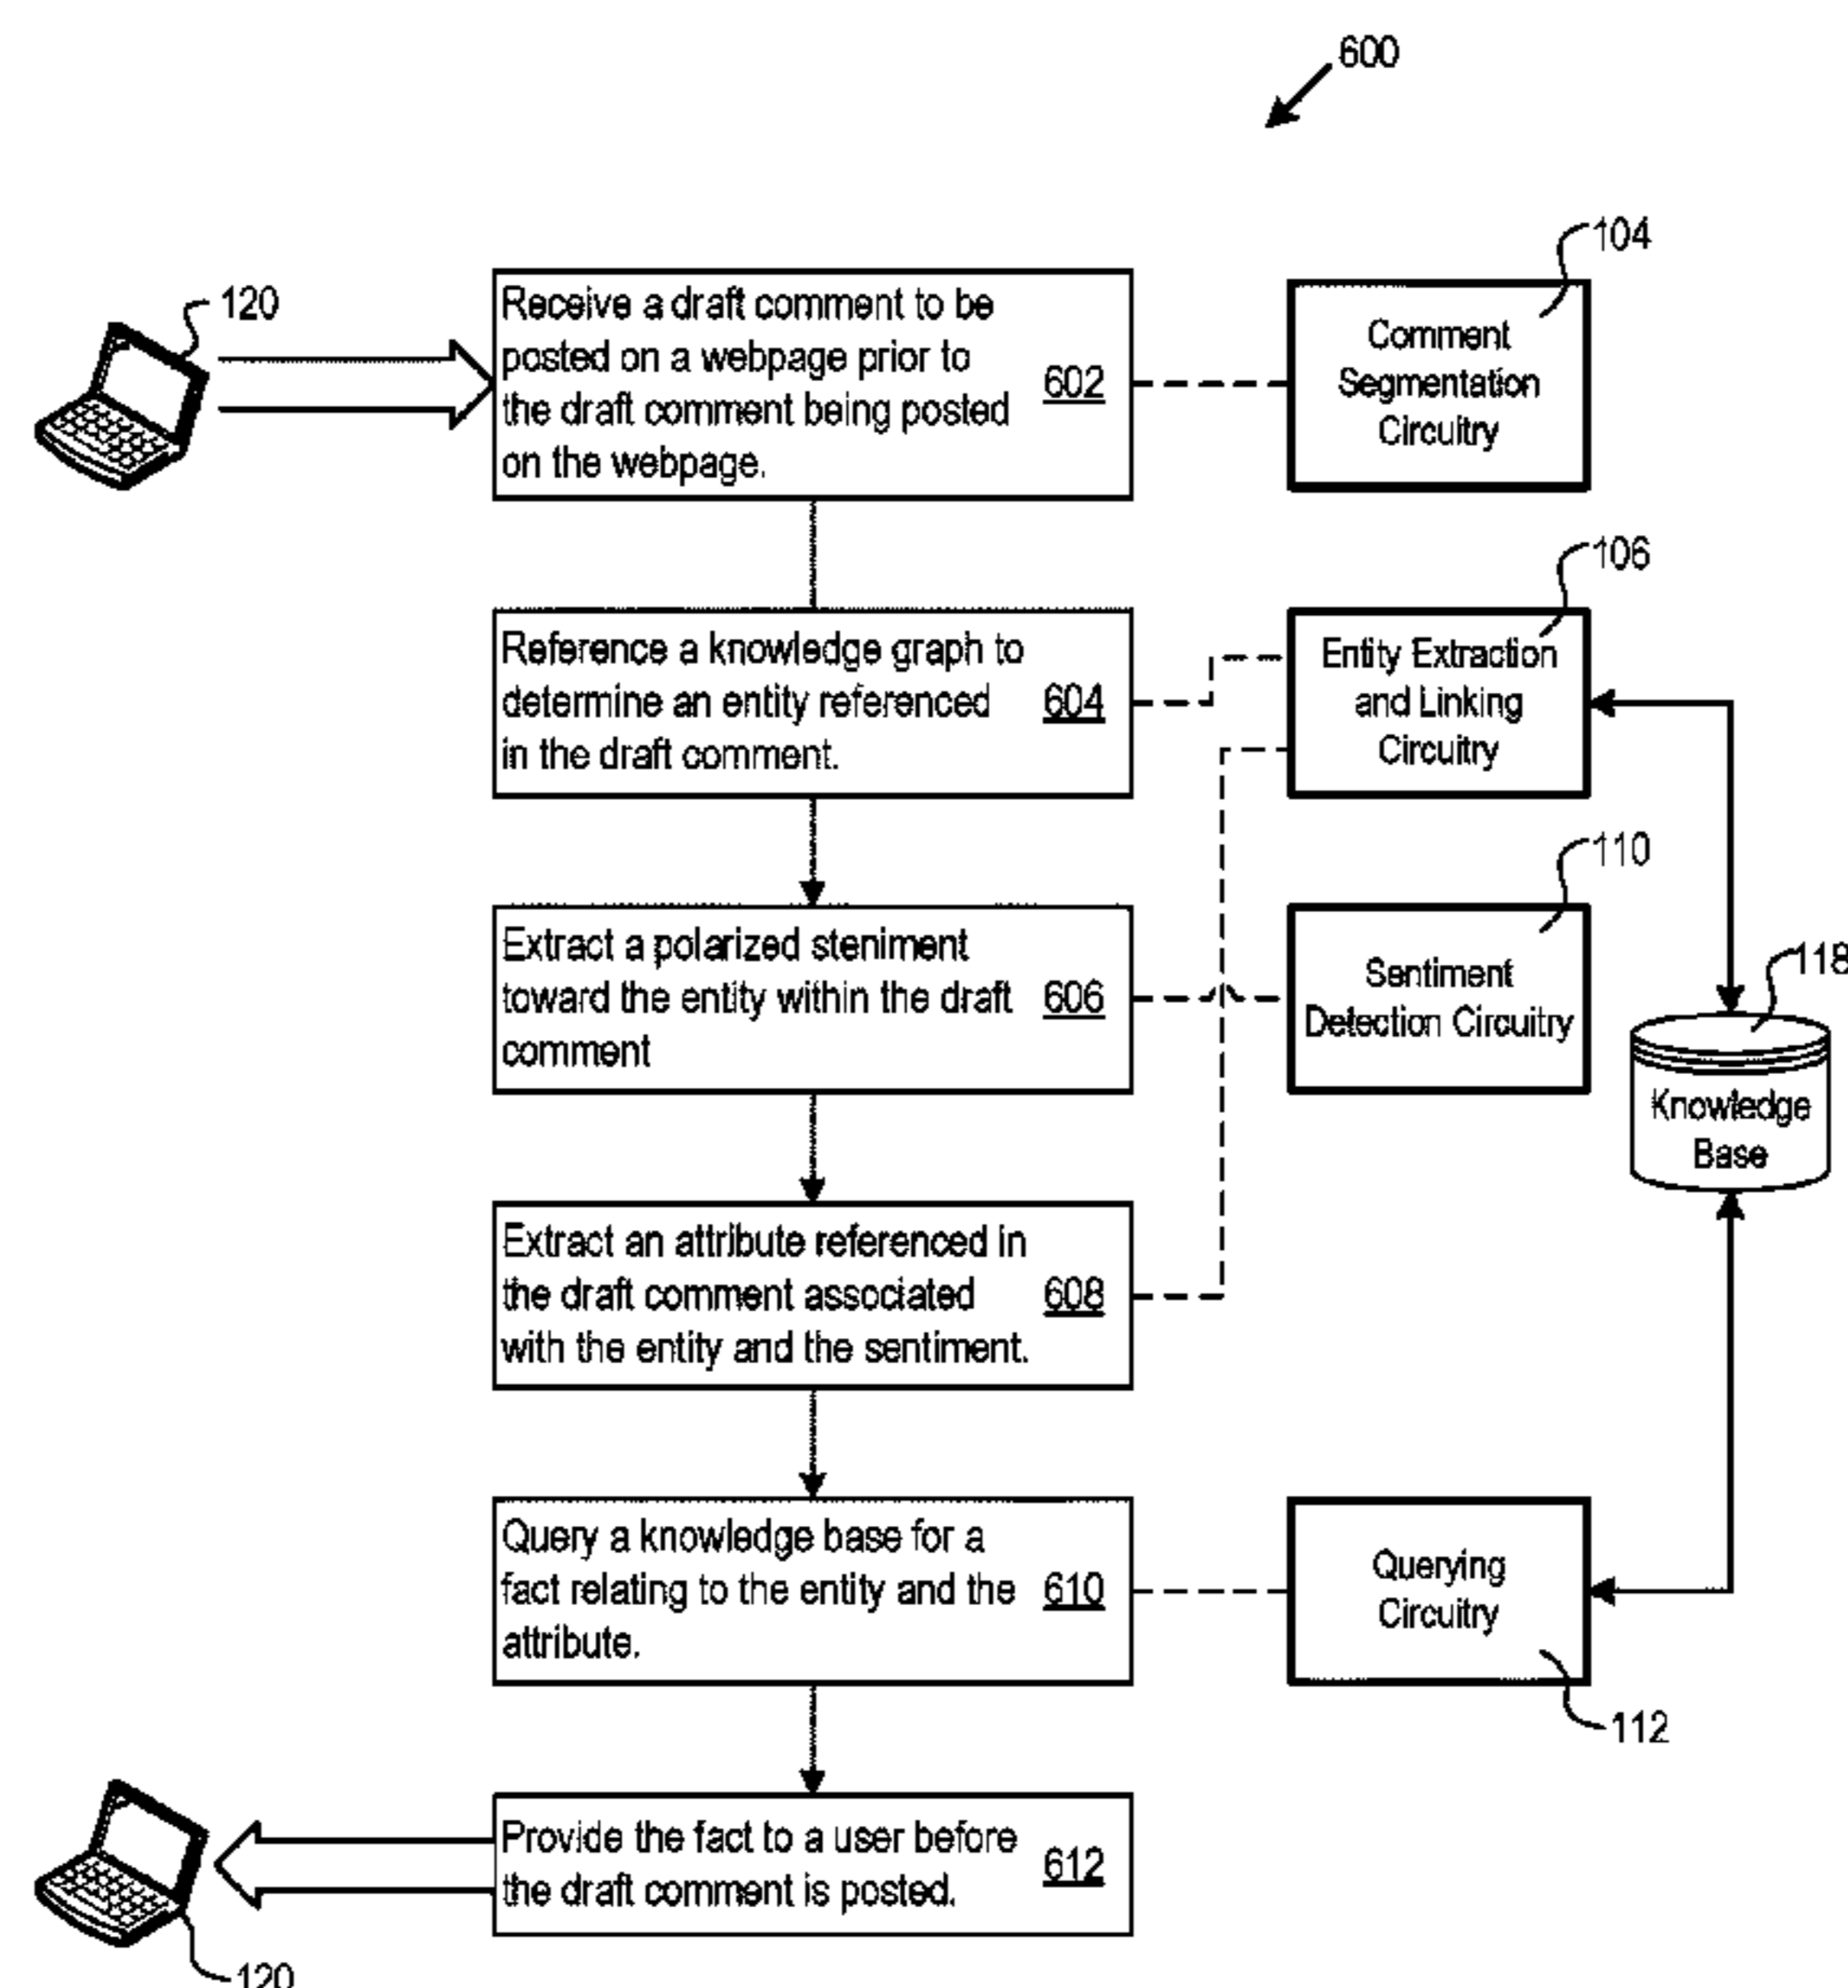 600
120
Receive a draft comment to be
posted on a webpage prior to
the draft comment being posted
on the webpage.
602
104
Comment
Segmentation
Circuitry
Reference a knowledge graph to
determine an entity referenced
in the draft comment.
604
106
Entity Extraction
and Linking
Circuitry
Extract a polarized steniment
toward the entity within the draft
comment
606
110
Sentiment
Detection Circuitry
118
Knowledge
Base
Extract an attribute referenced in
the draft comment associated
with the entity and the sentiment.
608
Query a knowledge base for a
fact relating to the entity and the
attribute.
610
Querying
Circuitry
112
Provide the fact to a user before
the draft comment is posted.
612
120